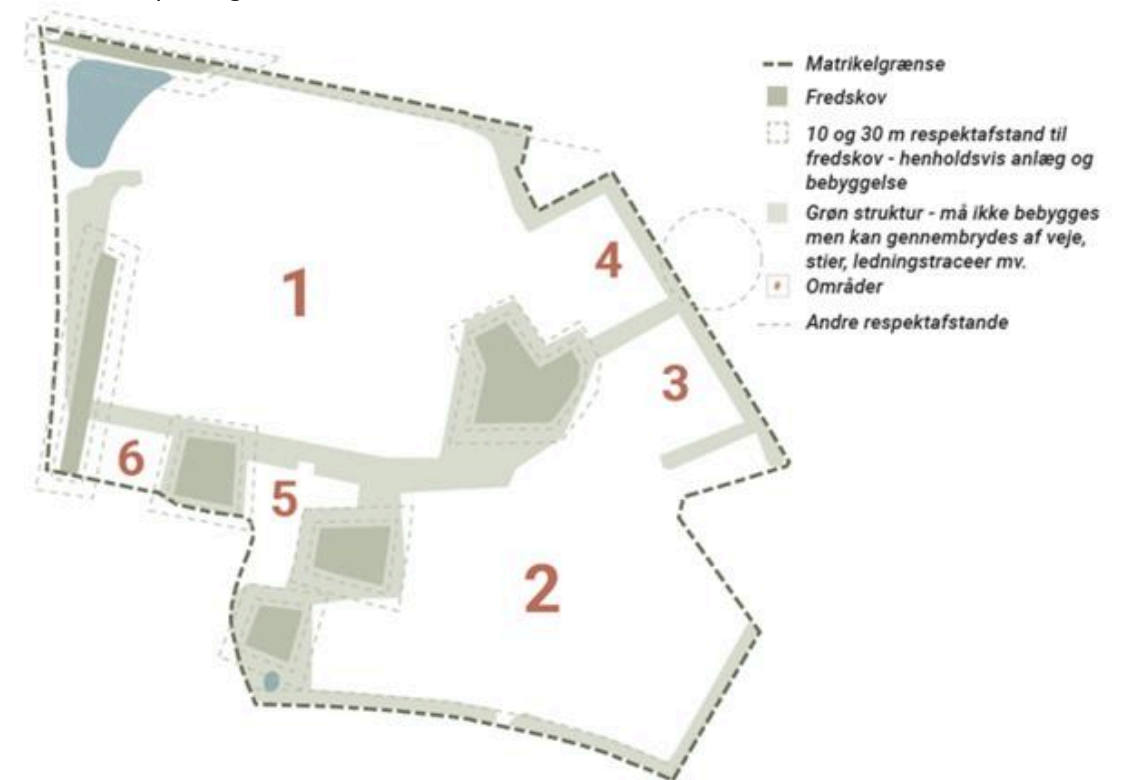 Matrikelgrænse
Fredskov
10 og 30 m respektafstand til
fredskov - henholdsvis anlæg og
bebyggelse
Grøn struktur - må ikke bebygges
men kan gennembrydes af veje,
stier, ledningstraceer mv.
Områder
Andre respektafstande
1
4
3
6
5
2